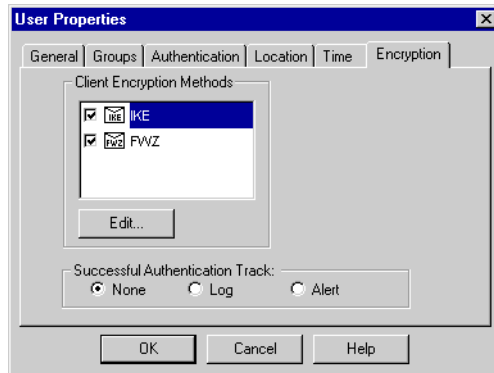 User Properties
General Groups Authentication Location Time Encryption
Client Encryption Methods
IKE IKE
FWZ FWZ
Edit...
Successful Authentication Track:
None Log Alert
OK Cancel Help